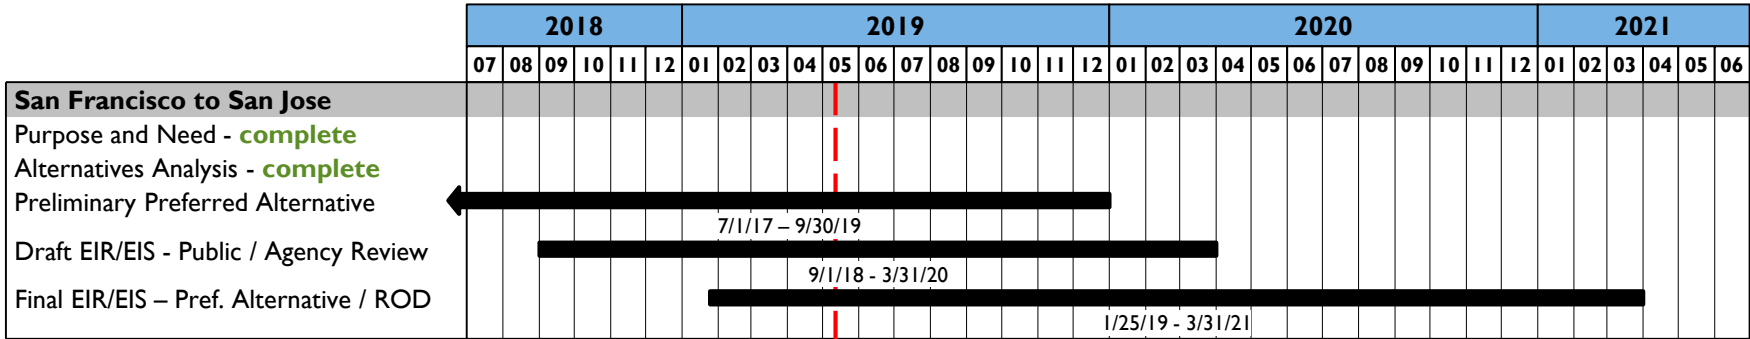 2018 2019 2020 2021
07 08 09 10 11 12 01 02 03 04 05 06 07 08 09 10 11 12 01 02 03 04 05 06 07 08 09 10 11 12 01 02 03 04 05 06
San Francisco to San Jose
Purpose and Need - complete
Alternatives Analysis - complete
Preliminary Preferred Alternative
7/1/17 – 9/30/19
Draft EIR/EIS - Public / Agency Review
9/1/18 - 3/31/20
Final EIR/EIS – Pref. Alternative / ROD
1/25/19 - 3/31/21